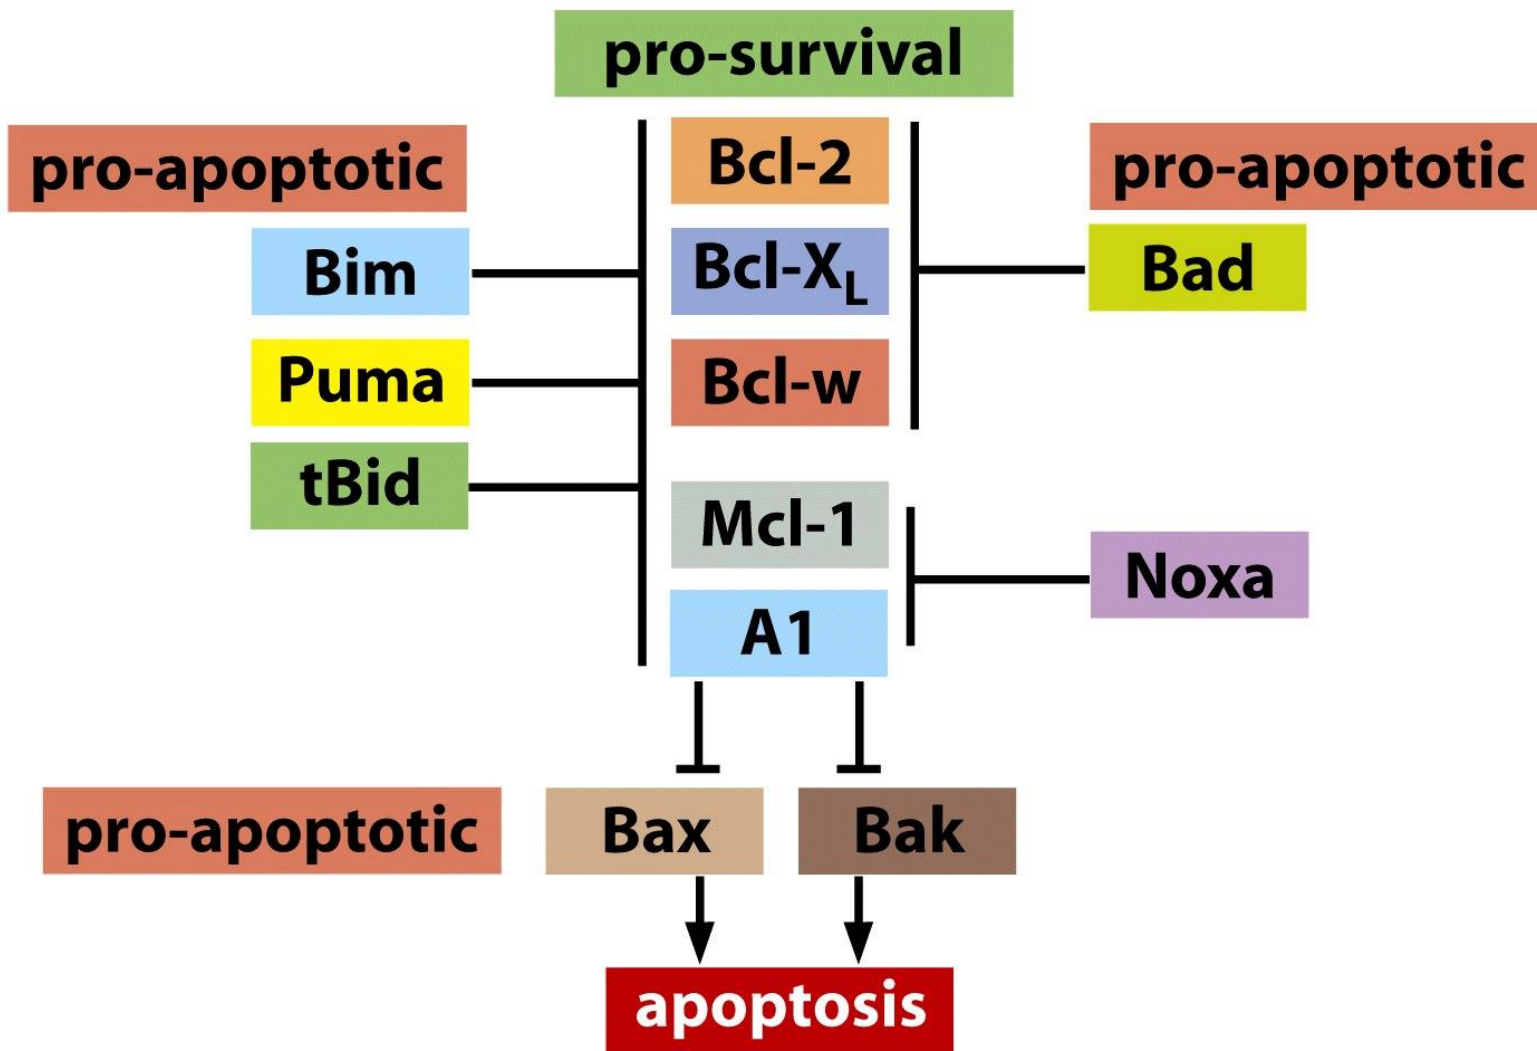 pro-survival
pro-apoptotic
Bcl-2
pro-apoptotic
Bim
Bcl-XL
Bad
Puma
Bcl-w
tBid
Mcl-1
Noxa
A1
pro-apoptotic
Bax
Bak
apoptosis